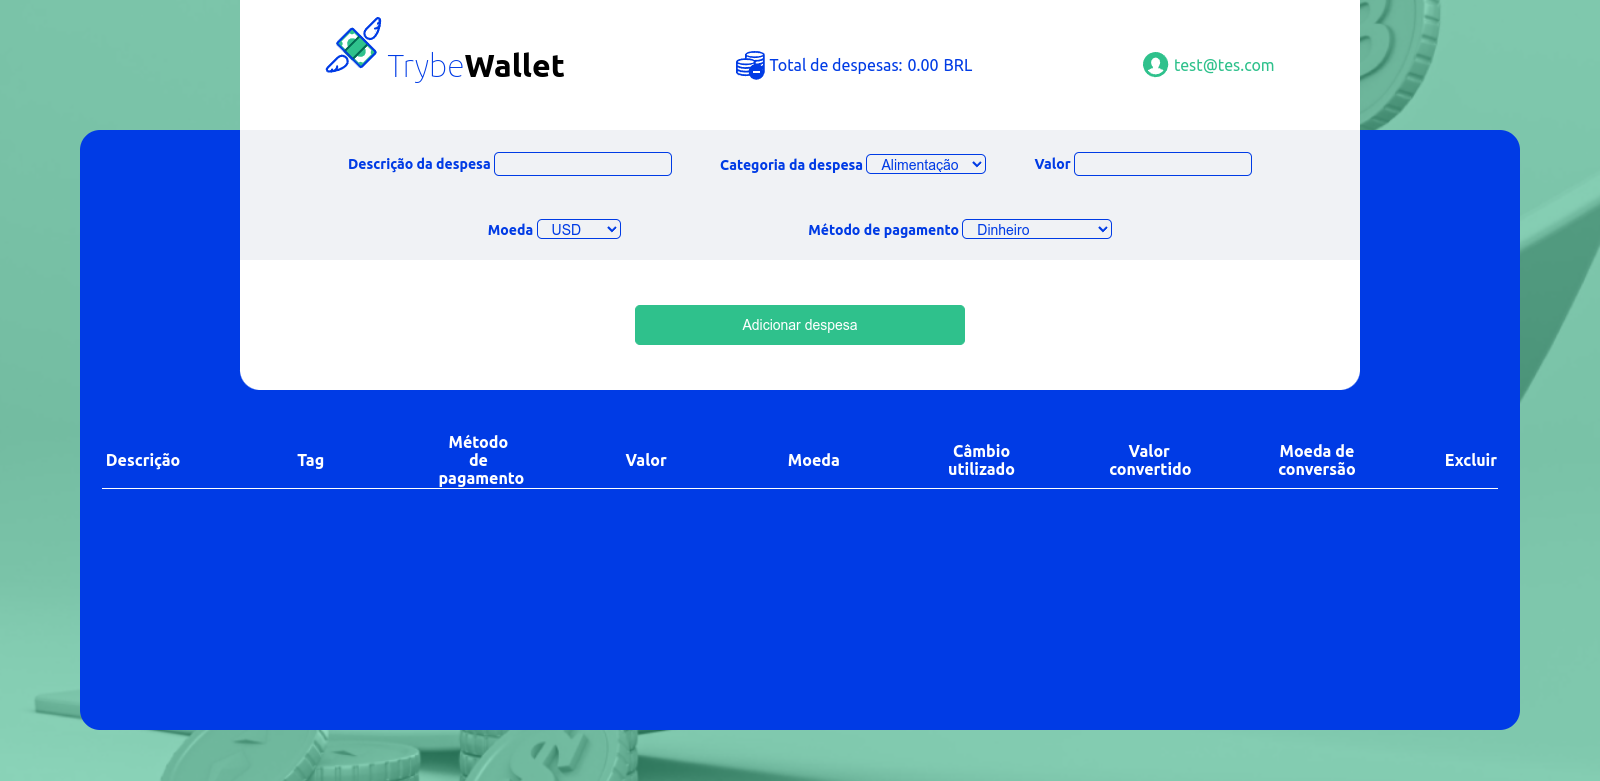 TrybeWallet
Total de despesas: 0.00 BRL
test@tes.com
Descrição da despesa
Categoria da despesa Alimentação
Valor
Moeda USD
Método de pagamento Dinheiro
Adicionar despesa
Descrição
Tag
Método
de
pagamento
Valor
Moeda
Câmbio
utilizado
Valor
convertido
Moeda de
conversão
Excluir